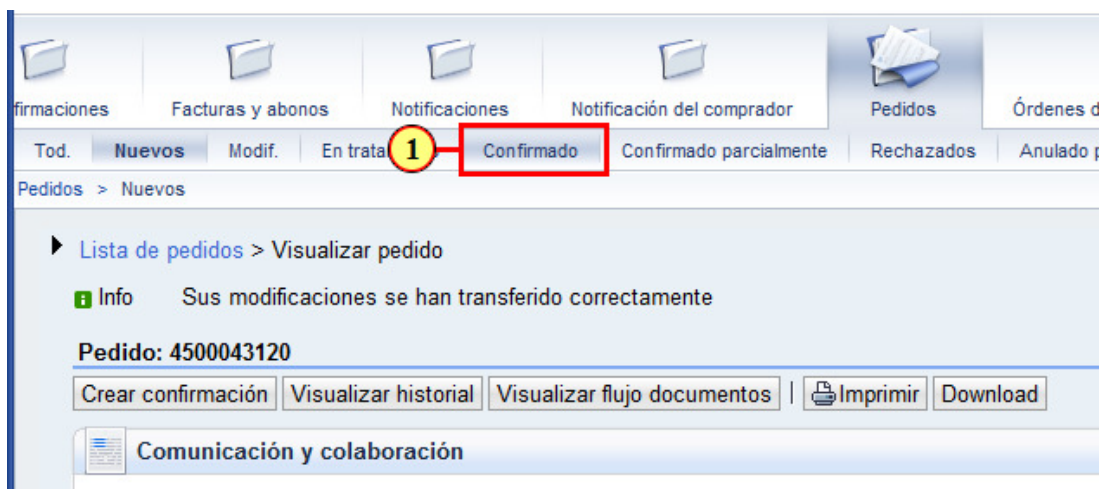 firmaciones Facturas y abonos Notificaciones Notificación del comprador Pedidos Órdenes d
Tod. Nuevos Modif. En trata 1 Confirmado Confirmado parcialmente Rechazados Anulado p
Pedidos > Nuevos
Lista de pedidos > Visualizar pedido
Info Sus modificaciones se han transferido correctamente
Pedido: 4500043120
Crear confirmación Visualizar historial Visualizar flujo documentos | Imprimir Download
Comunicación y colaboración